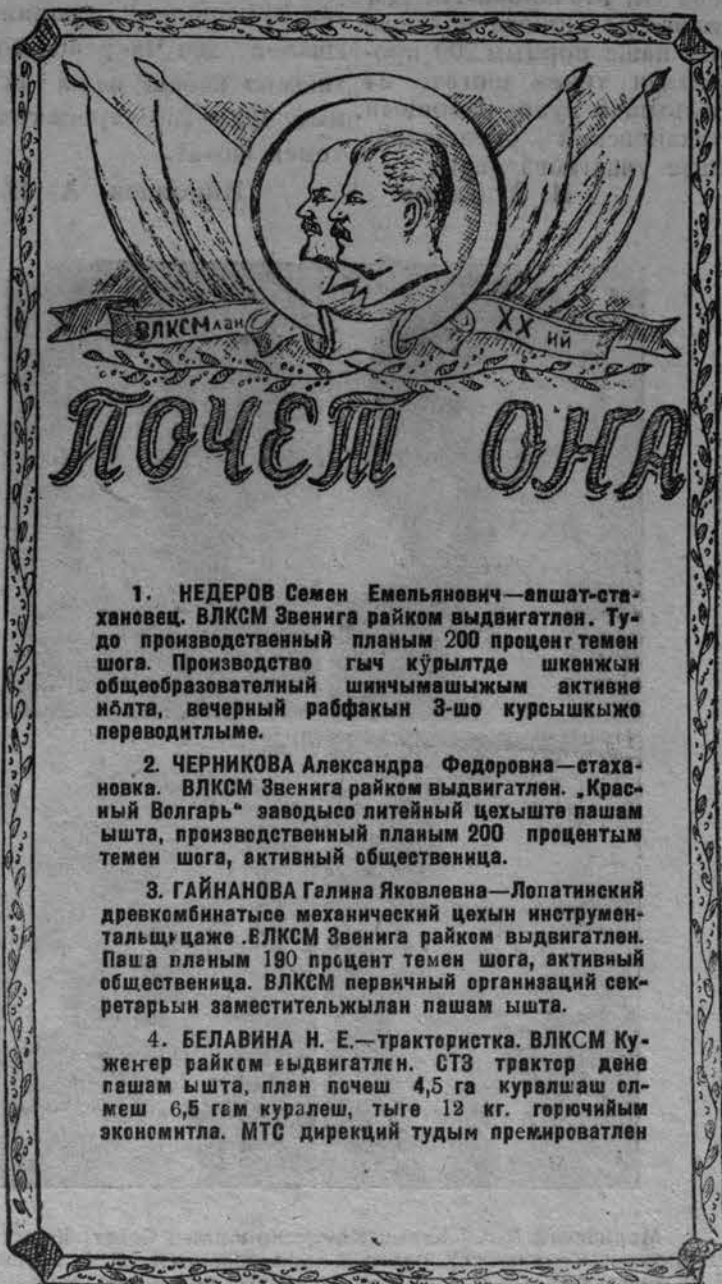 ВЛКСМлан XX ий
ПОЧЕТ ОНА
1. НЕДЕРОВ Семен Емельянович—апшат-ста-
хановец. ВЛКСМ Звенига райком выдвигатлен. Ту-
до производственный планым 200 процент темен
шога. Производство гыч кӱрылтде шкенжын
общеобразователный шинчымашыжым активне
нӧлта, вечерный рабфакын 3-шо курсышкыжо
переводитлыме.
2. ЧЕРНИКОВА Александра Федоровна—стаха-
новка. ВЛКСМ Звенига райком выдвигатлен. „Крас-
ный Волгарь“ заводысо литейный цехыште пашам
ышта, производственный планым 200 процентым
темен шога, активный общественица.
3. ГАЙНАНОВА Галина Яковлевна—Лопатинский
древкомбинатысе механический цехын инструмен-
тальщицаже .ВЛКСМ Звенига райком выдвигатлен.
Паша планым 190 процент темен шога, активный
общественица. ВЛКСМ первичный организаций сек-
ретарьын заместительжылан пашам ышта.
4. БЕЛАВИНА Н. Е.—трактористка. ВЛКСМ Ку-
женер райком выдвигатлен. СТЗ трактор дене
пашам ышта, план почеш 4,5 га куралшаш ол-
меш 6,5 гам куралеш, тыге 12 кг. горючийым
экономитла. МТС дирекций тудым премироватлен